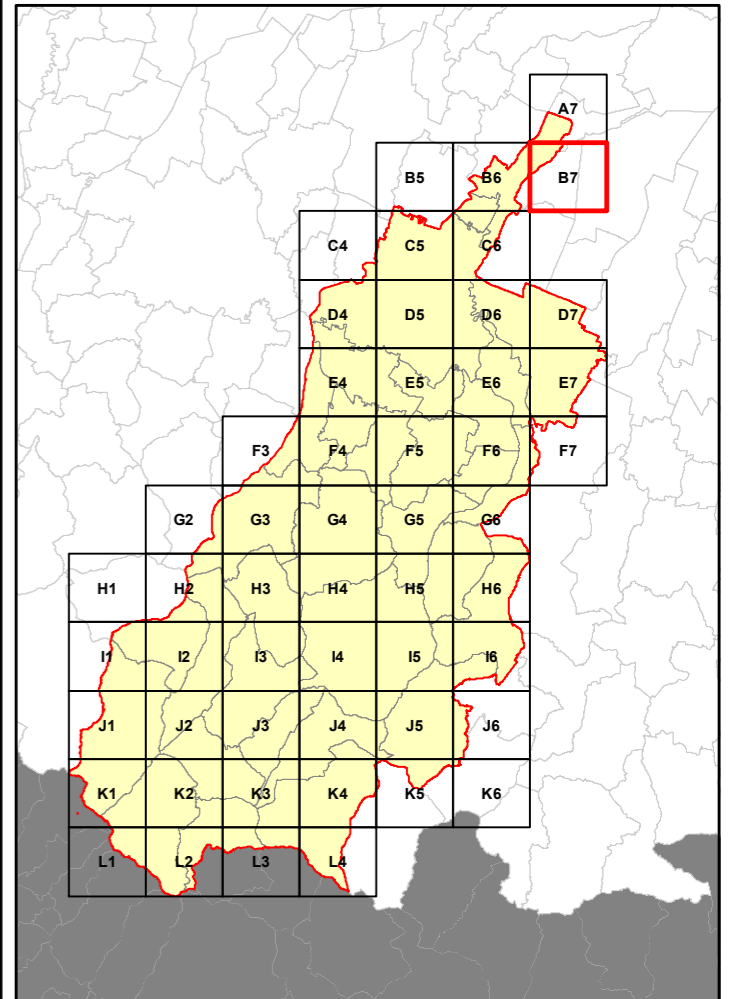 A7
B5 B6 B7
C4 C5 C6
D4 D5 D6 D7
E4 E5 E6 E7
F3 F4 F5 F6 F7
G2 G3 G4 G5 G6
H1 H2 H3 H4 H5 H6
I1 I2 I3 I4 I5 I6
J1 J2 J3 J4 J5 J6
K1 K2 K3 K4 K5 K6
L1 L2 L3 L4